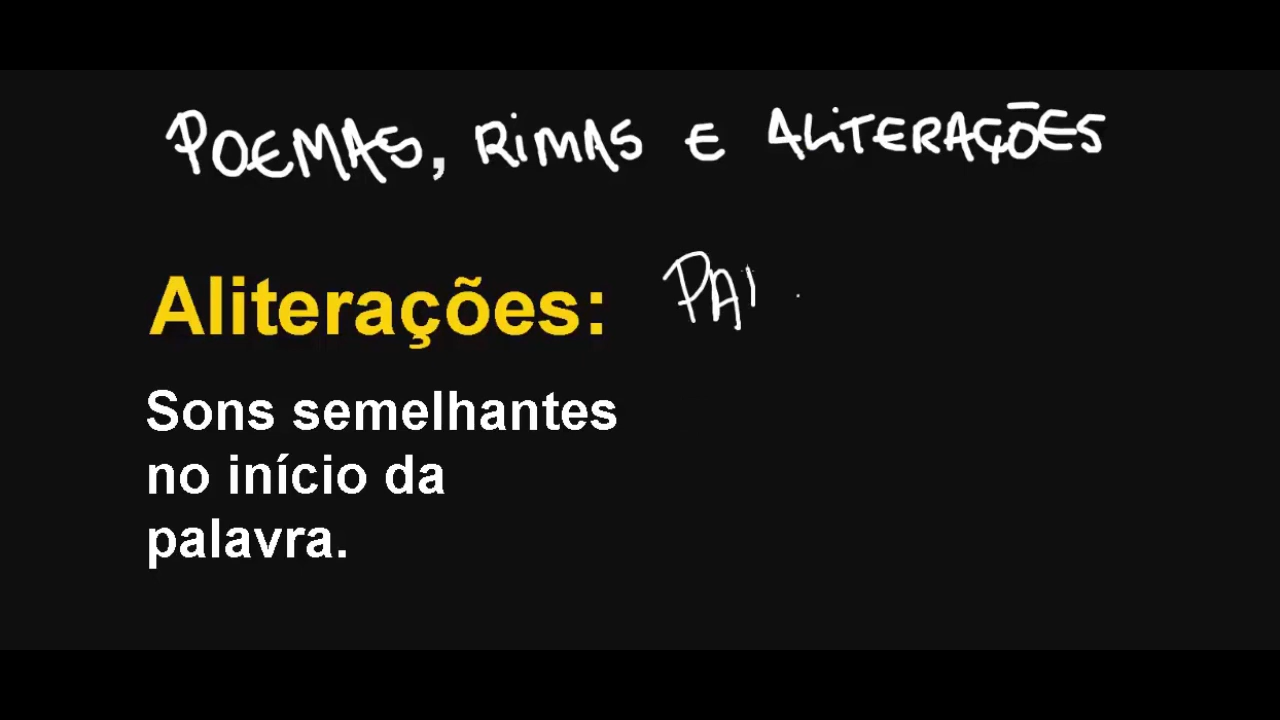 POEMAS, RIMAS E ALITERAÇÕES
Aliterações: PAI
Sons semelhantes
no início da
palavra.